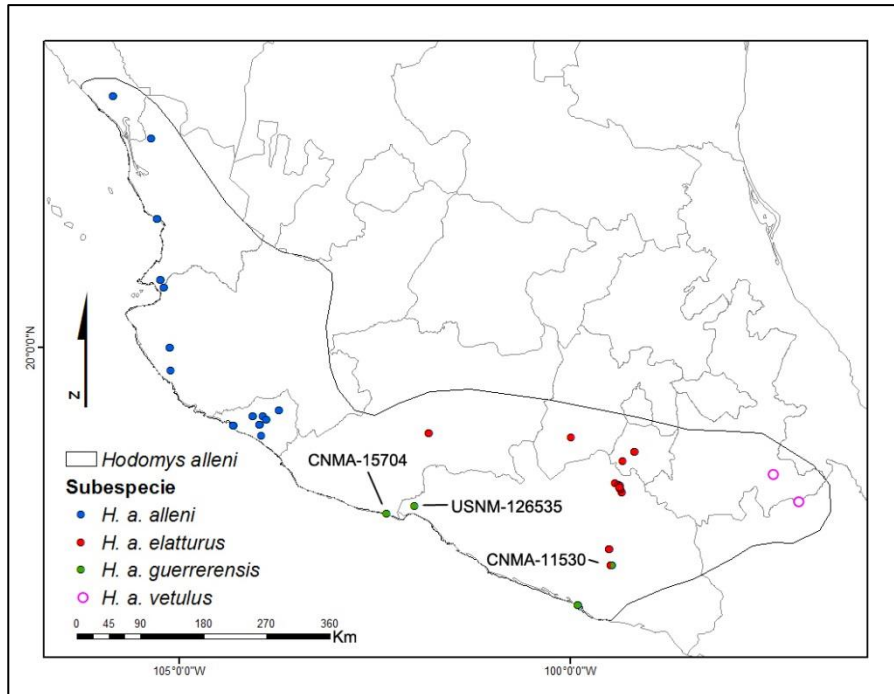 20°0'0"N
Z
CNMA-15704
USNM-126535
CNMA-11530
Hodomys alleni
Subespecie
H. a. alleni
H. a. elatturus
H. a. guerrerensis
H. a. vetulus
0 45 90 180 270 360
Km
105°0'0"W
100°0'0"W